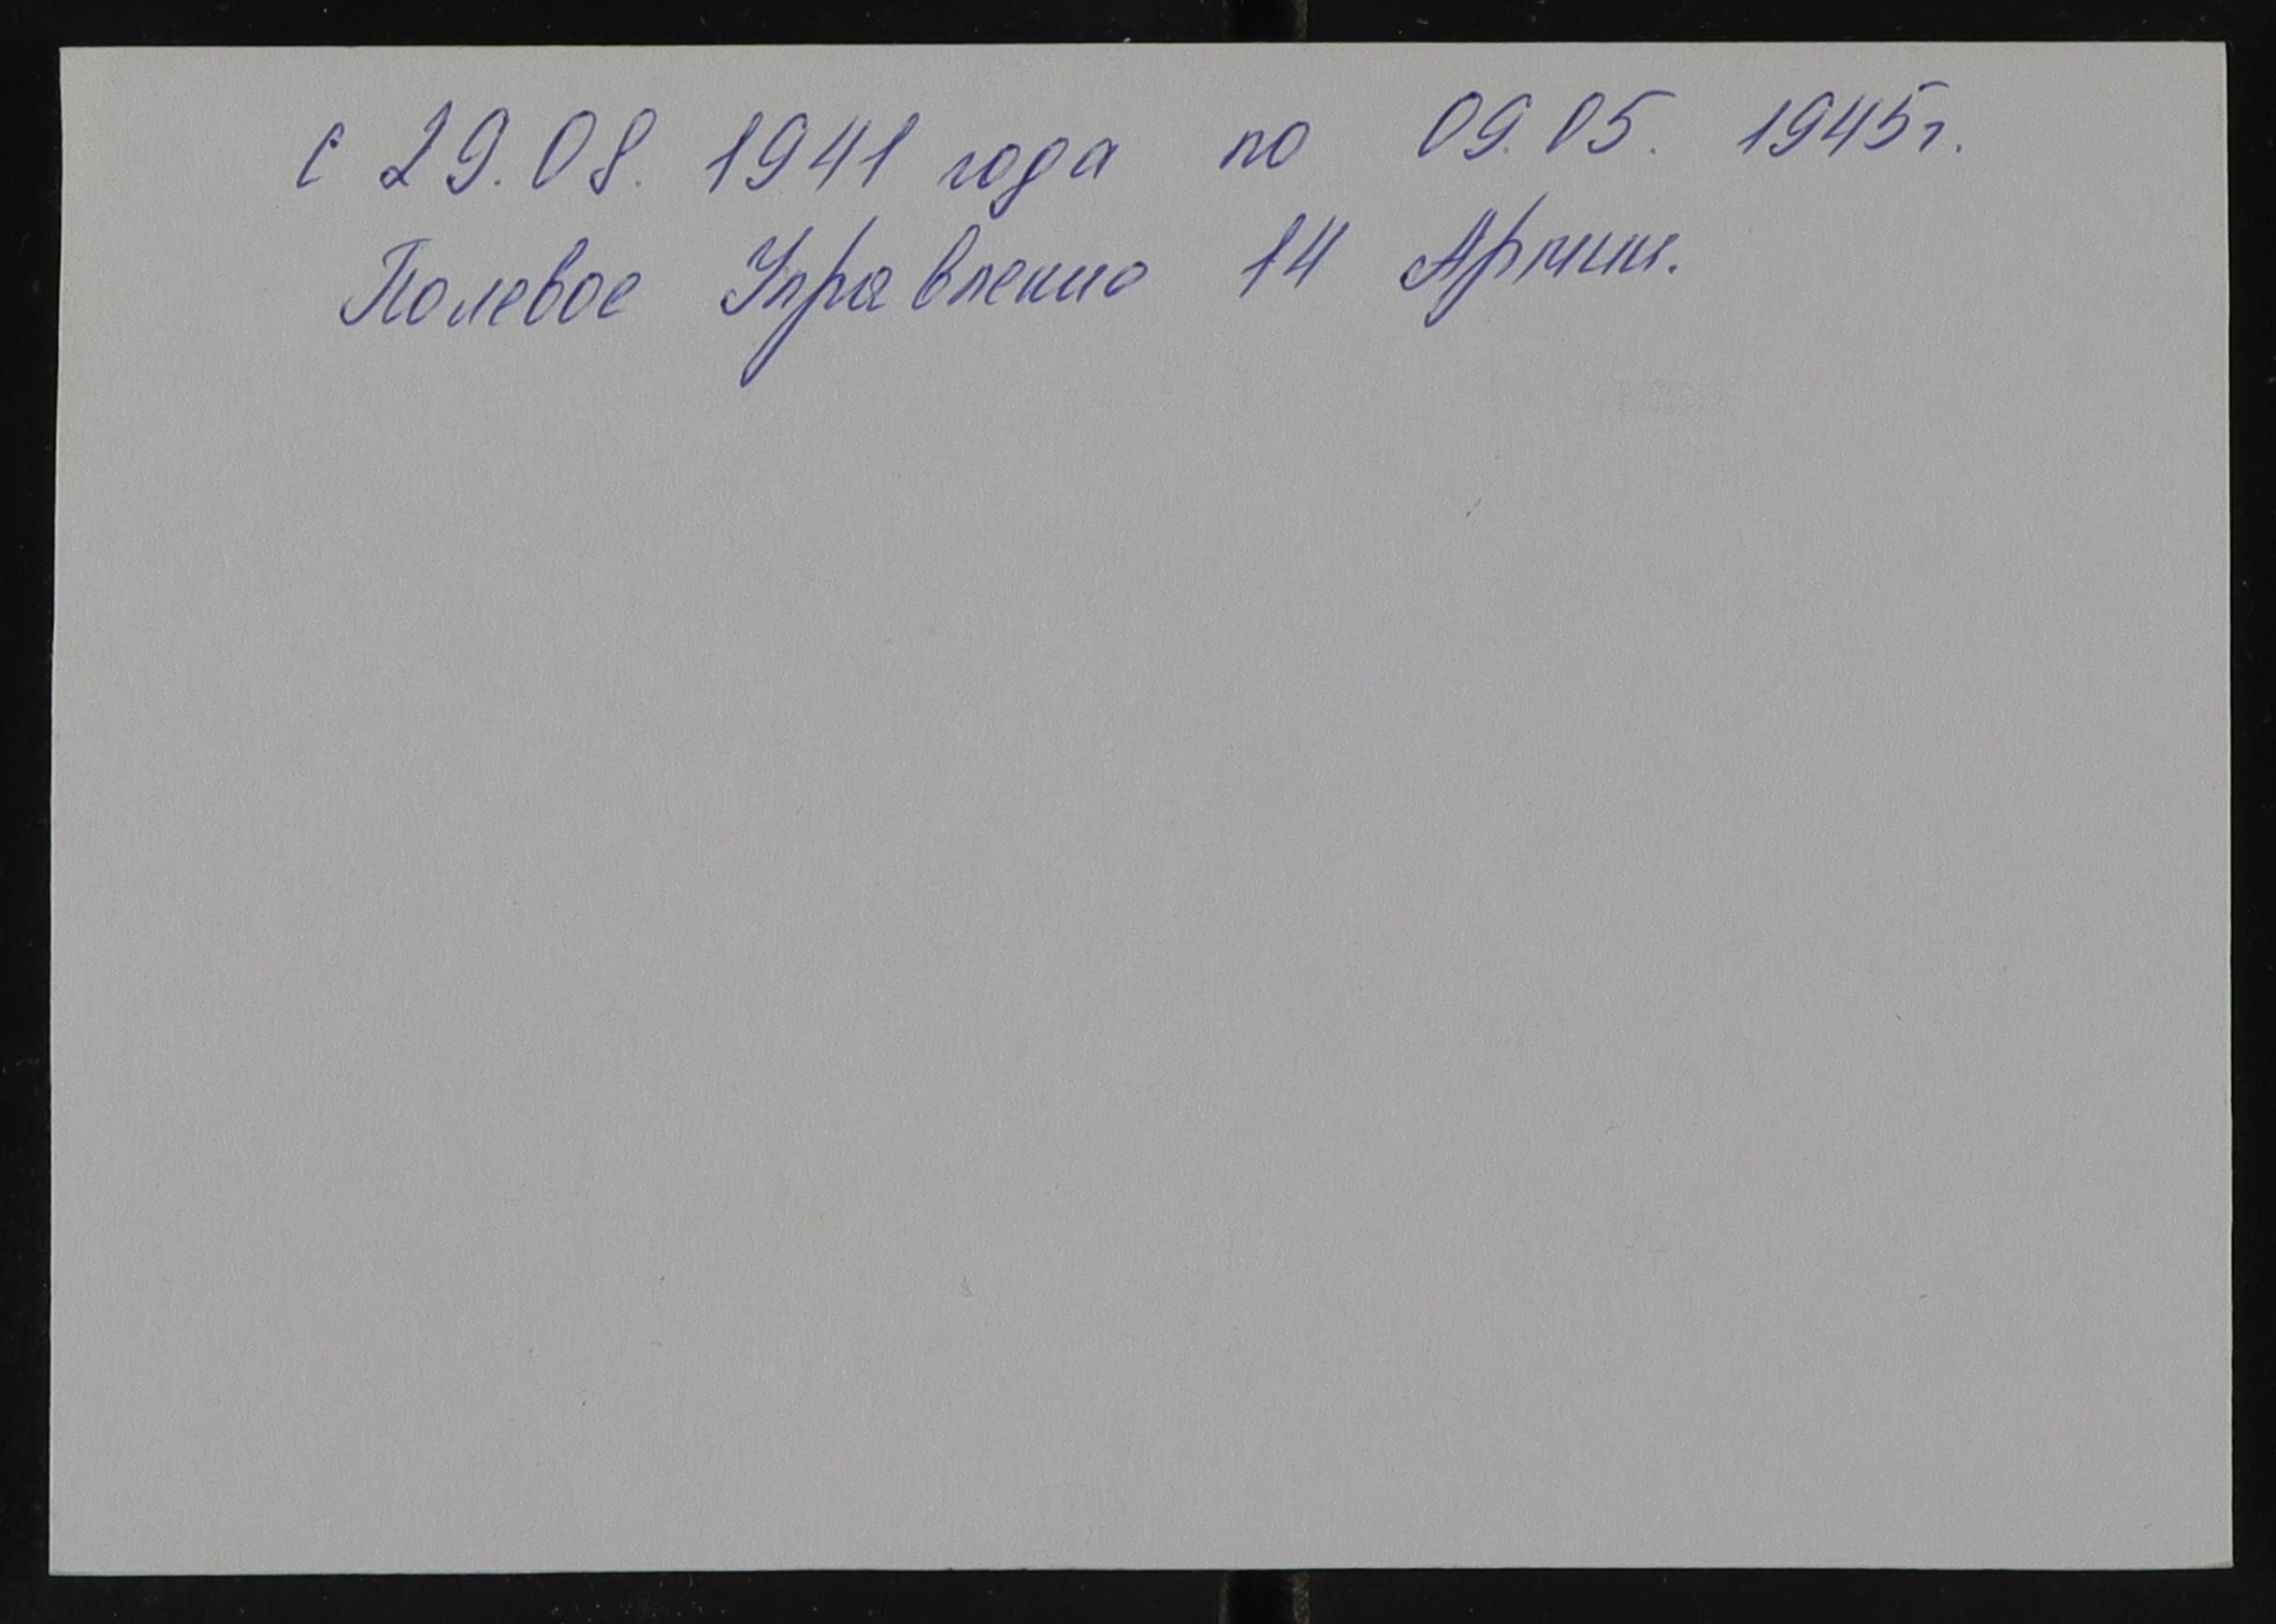 с 29.08. 1941 года по 09.05. 1945г.
Полевое Управление 14 Армии.